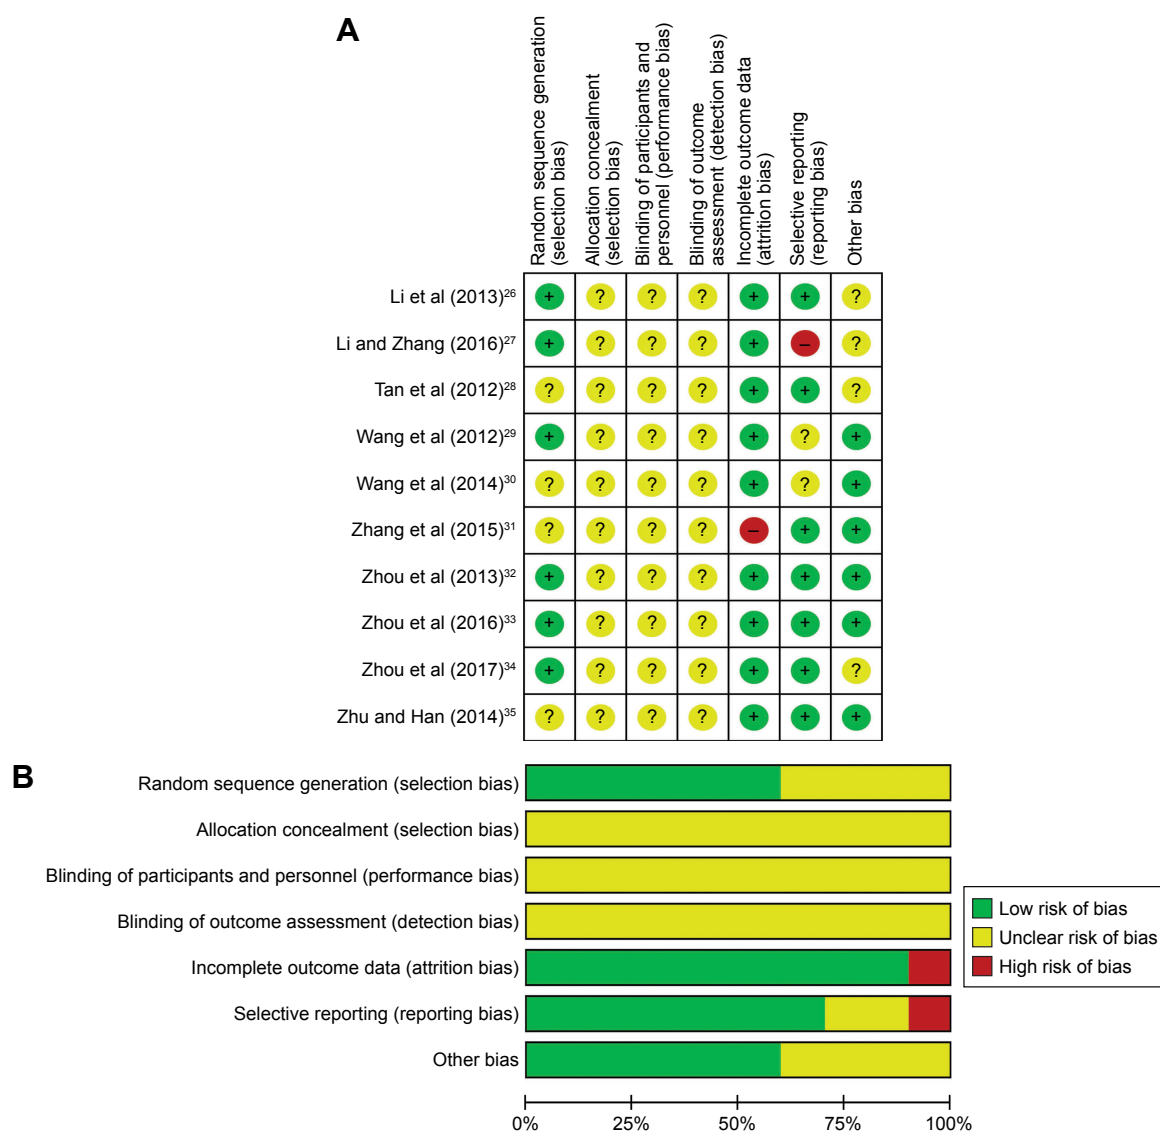 A
Random sequence generation
(selection bias)
Allocation concealment
(selection bias)
Blinding of participants and
personnel (performance bias)
Blinding of outcome
assessment (detection bias)
Incomplete outcome data
(attrition bias)
Selective reporting
(reporting bias)
Other bias
Li et al (2013)²⁶ + ? ? ? + + ?
Li and Zhang (2016)²⁷ + ? ? ? + – ?
Tan et al (2012)²⁸ ? ? ? ? + + ?
Wang et al (2012)²⁹ + ? ? ? + ? +
Wang et al (2014)³⁰ ? ? ? ? + ? +
Zhang et al (2015)³¹ ? ? ? ? – + +
Zhou et al (2013)³² + ? ? ? + + +
Zhou et al (2016)³³ + ? ? ? + + +
Zhou et al (2017)³⁴ + ? ? ? + + ?
Zhu and Han (2014)³⁵ ? ? ? ? + + +
B
Random sequence generation (selection bias)
Allocation concealment (selection bias)
Blinding of participants and personnel (performance bias)
Blinding of outcome assessment (detection bias)
Incomplete outcome data (attrition bias)
Selective reporting (reporting bias)
Other bias
0% 25% 50% 75% 100%
Low risk of bias
Unclear risk of bias
High risk of bias